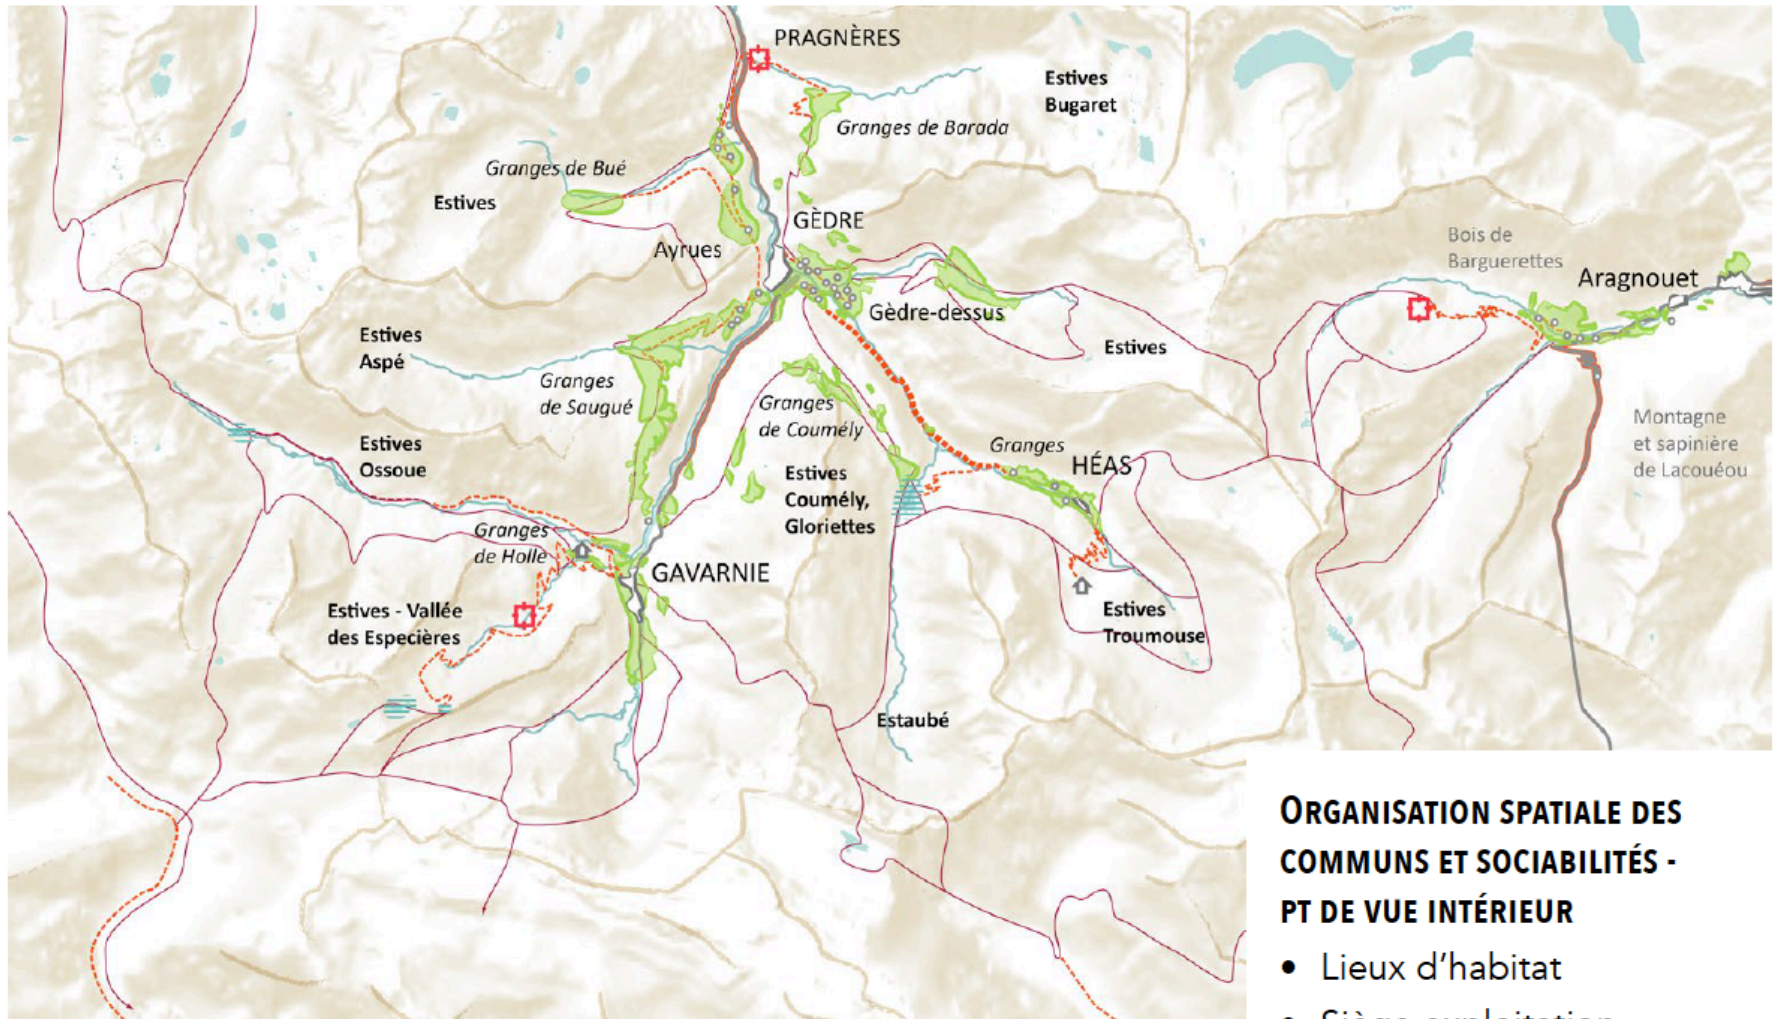 PRAGNÈRES
Estives
Bugaret
Granges de Barada
Granges de Bué
Estives
GÈDRE
Ayrues
Bois de
Barguerettes
Aragnouet
Gèdre-dessus
Estives
Aspé
Estives
Granges
de Saugué
Granges
de Coumély
Montagne
et sapinière
de Lacouéou
Estives
Ossoue
Granges
HÉAS
Estives
Coumély,
Gloriettes
Granges
de Holle
GAVARNIE
Estives - Vallée
des Especières
Estives
Troumouse
Estaubé
ORGANISATION SPATIALE DES
COMMUNS ET SOCIABILITÉS -
PT DE VUE INTÉRIEUR
• Lieux d'habitat
• Siège exploitation